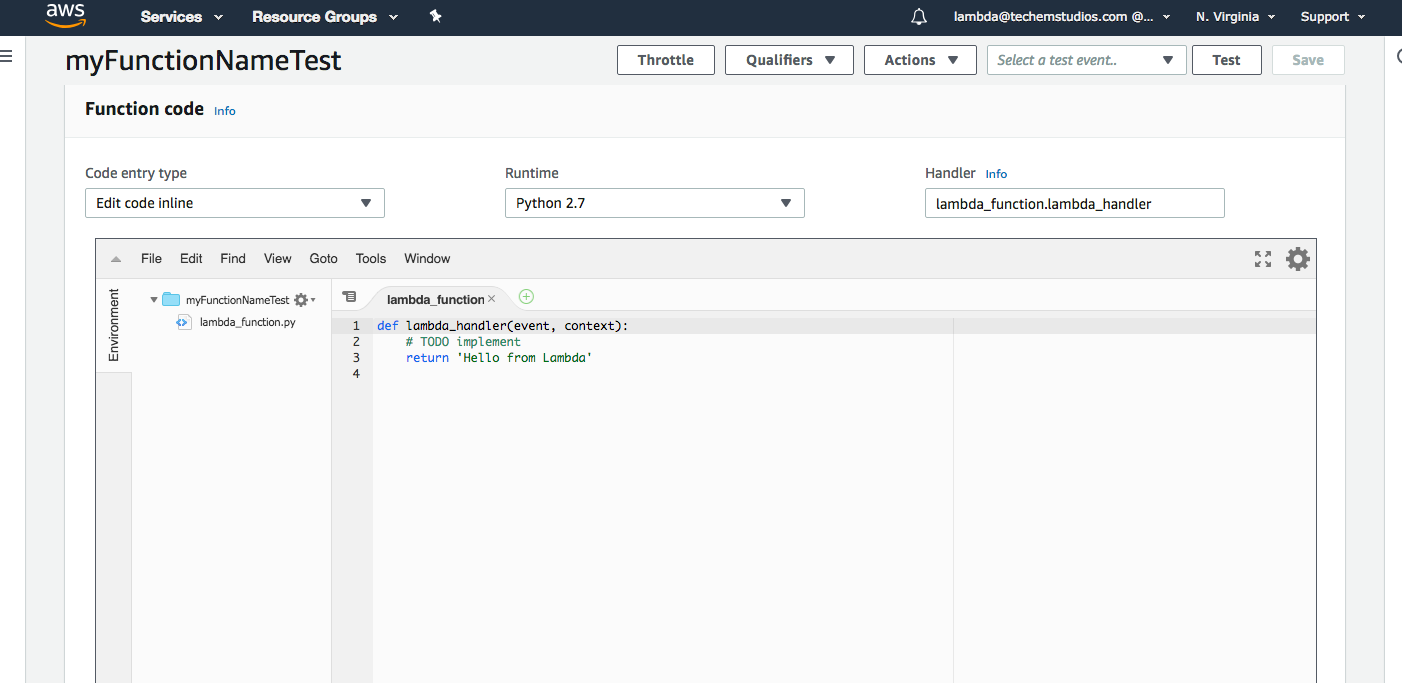 aws Services Resource Groups lambda@techemstudios.com @... N. Virginia Support
myFunctionNameTest Throttle Qualifiers Actions Select a test event.. Test Save
Function code Info
Code entry type Runtime Handler Info
Edit code inline Python 2.7 lambda_function.lambda_handler
File Edit Find View Goto Tools Window
Environment
myFunctionNameTest
lambda_function.py
lambda_function
1 def lambda_handler(event, context):
2 # TODO implement
3 return 'Hello from Lambda'
4